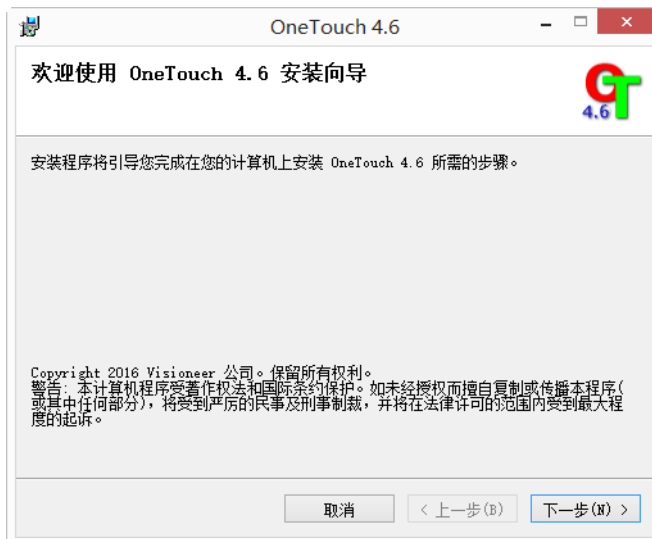 OneTouch 4.6
欢迎使用 OneTouch 4.6 安装向导
OT
4.6
安装程序将引导您完成在您的计算机上安装 OneTouch 4.6 所需的步骤。
Copyright 2016 Visioneer 公司。保留所有权利。
警告: 本计算机程序受著作权法和国际条约保护。如未经授权而擅自复制或传播本程序(
或其中任何部分)，将受到严厉的民事及刑事制裁，并将在法律许可的范围内受到最大程
度的起诉。
取消
< 上一步(B)
下一步(N) >